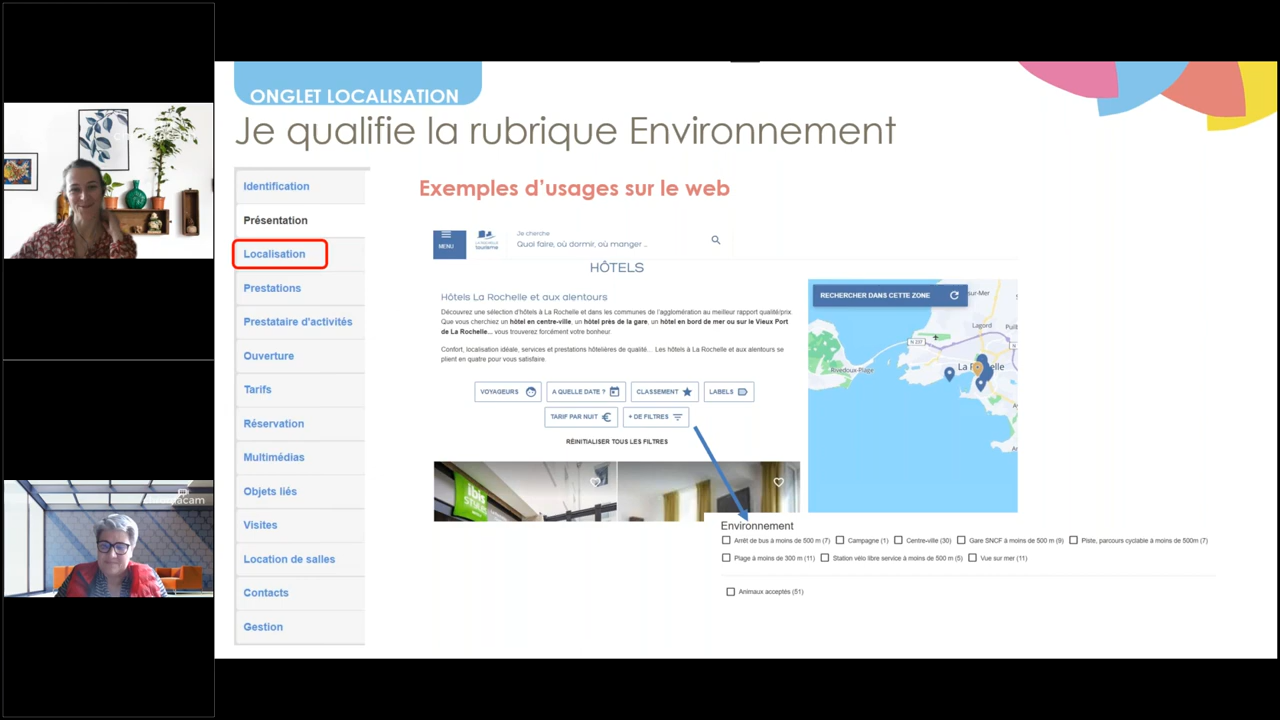 ONGLET LOCALISATION
Je qualifie la rubrique Environnement
Identification
Présentation
Localisation
Prestations
Prestataire d'activités
Ouverture
Tarifs
Réservation
Multimédias
Objets liés
Visites
Location de salles
Contacts
Gestion
Exemples d'usages sur le web
MENU
LA ROCHELLE
tourisme
Je cherche
Quoi faire, où dormir, où manger ...
HÔTELS
Hôtels La Rochelle et aux alentours
Découvrez une sélection d'hôtels à La Rochelle et dans les communes de l'agglomération au meilleur rapport qualité/prix.
Que vous cherchiez un hôtel en centre-ville, un hôtel près de la gare, un hôtel en bord de mer ou sur le Vieux Port
de La Rochelle... vous trouverez forcément votre bonheur.
Confort, localisation idéale, services et prestations hôtelières de qualité... Les hôtels à La Rochelle et aux alentours se
plient en quatre pour vous satisfaire.
VOYAGEURS
A QUELLE DATE ?
CLASSEMENT
LABELS
TARIF PAR NUIT
+ DE FILTRES
RÉINITIALISER TOUS LES FILTRES
ibis
STYLES
RECHERCHER DANS CETTE ZONE
sur-Mer
Lagord
N 237
Rivedoux-Plage
Environnement
Arrêt de bus à moins de 500 m (7) Campagne (1) Centre-ville (30) Gare SNCF à moins de 500 m (9) Piste, parcours cyclable à moins de 500m (7)
Plage à moins de 300 m (11) Station vélo libre service à moins de 500 m (5) Vue sur mer (11)
Animaux acceptés (51)